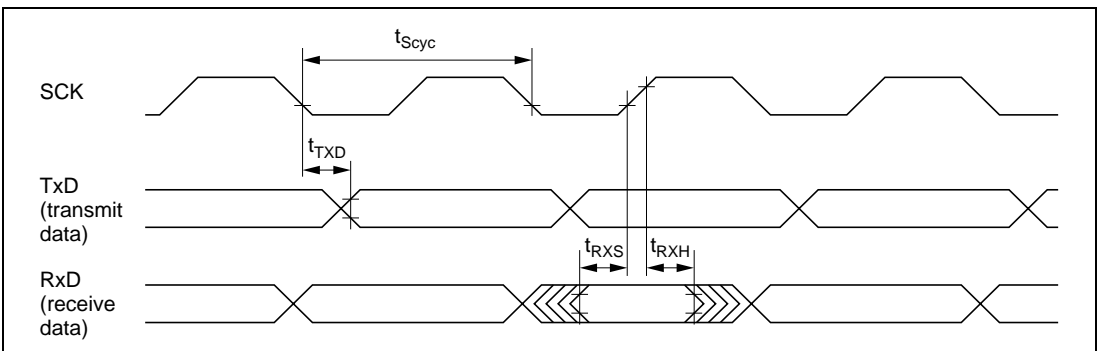 tScyc
SCK
tTXD
TxD
(transmit
data)
tRXS
tRXH
RxD
(receive
data)